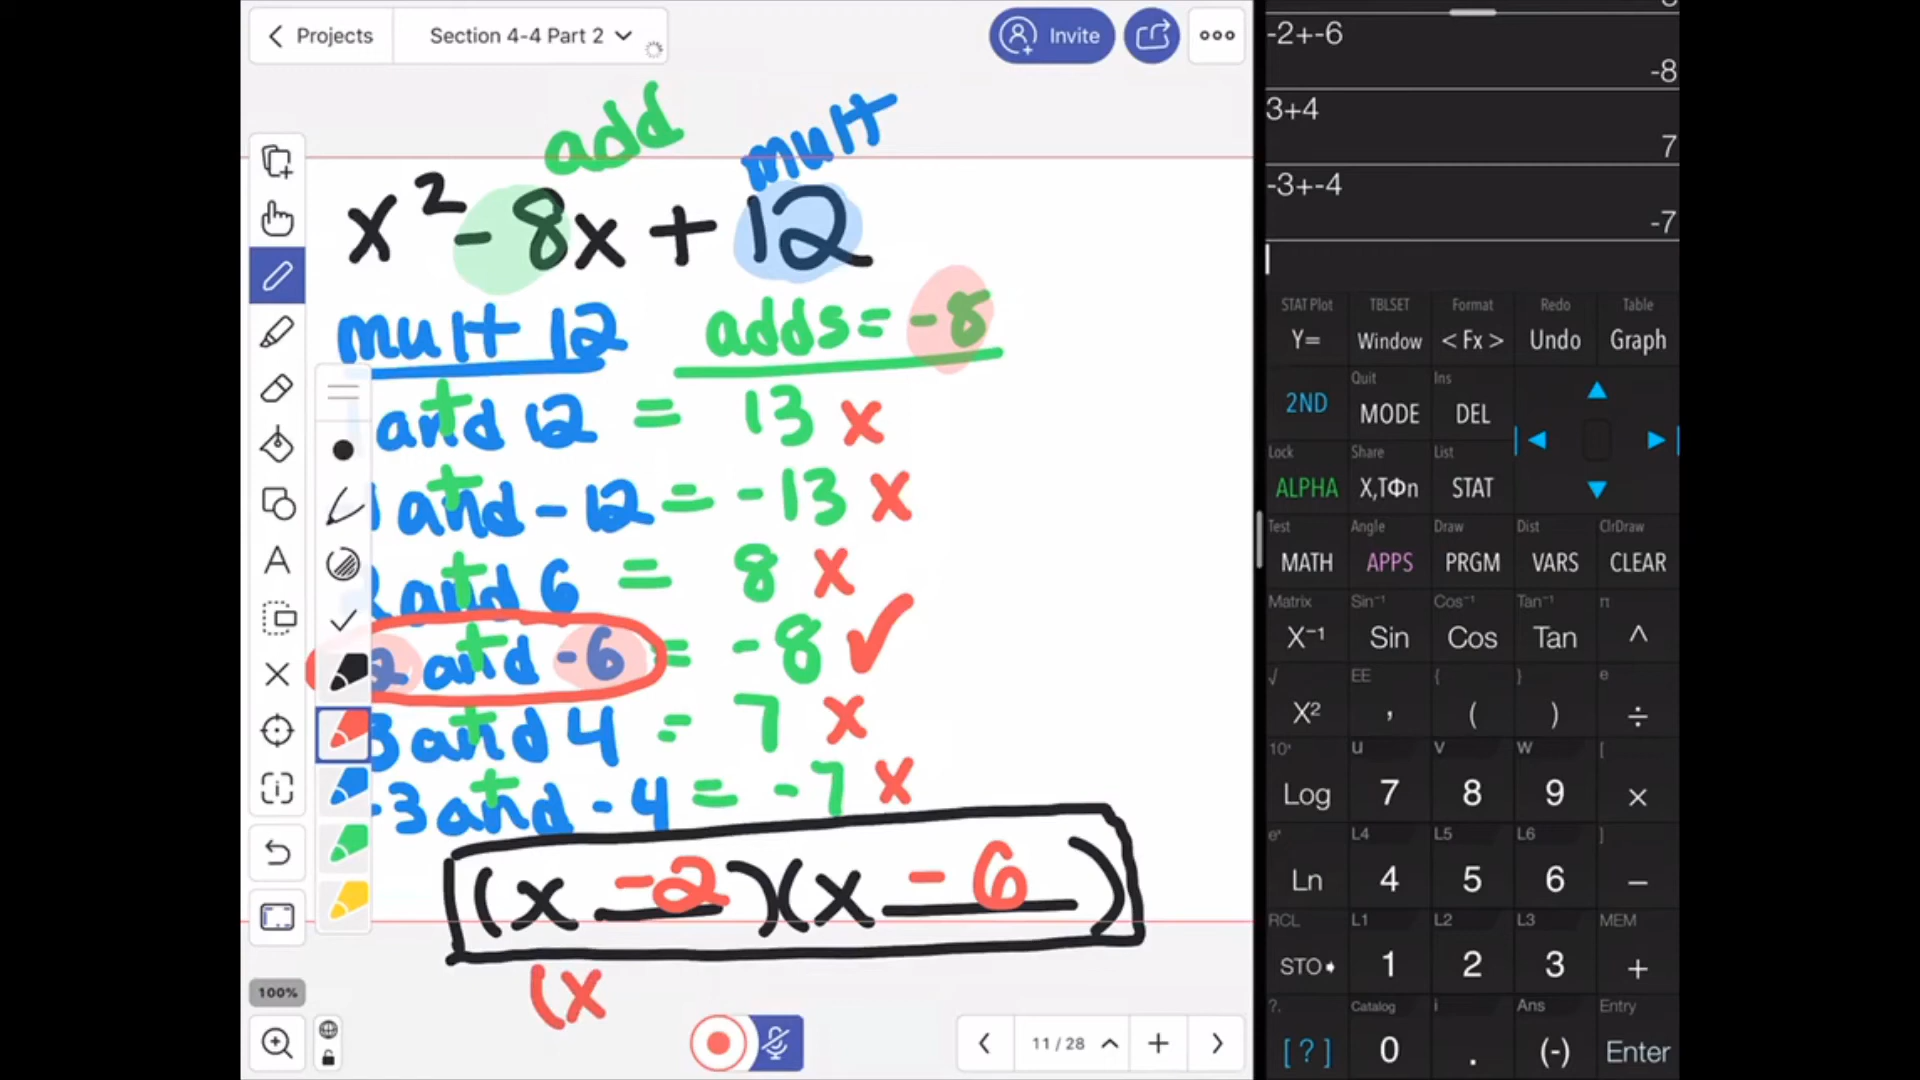 Projects Section 4-4 Part 2 Invite
add mult
x² - 8x + 12
mult 12 adds = -8
and + 12 = 13 x
1 and + - 12 = - 13 x
2 and + 6 = 8 x
2 and + -6 = -8 ✓
3 and + 4 = 7 x
-3 and + - 4 = - 7 x
(x -2)(x - 6)
(x
A
100%
11 / 28
-2+-6
-8
3+4
7
-3+-4
-7
STAT Plot TBLSET Format Redo Table
Y= Window < Fx > Undo Graph
Quit Ins
2ND MODE DEL
Lock Share List
ALPHA X,TΦn STAT
Test Angle Draw Dist ClrDraw
MATH APPS PRGM VARS CLEAR
Matrix Sin⁻¹ Cos⁻¹ Tan⁻¹ π
X⁻¹ Sin Cos Tan ^
√ EE { } e
X² , ( ) ÷
10ˣ u v w [
Log 7 8 9 ×
eˣ L4 L5 L6 ]
Ln 4 5 6 −
RCL L1 L2 L3 MEM
STO➧ 1 2 3 +
?. Catalog i Ans Entry
[ ? ] 0 . (-) Enter